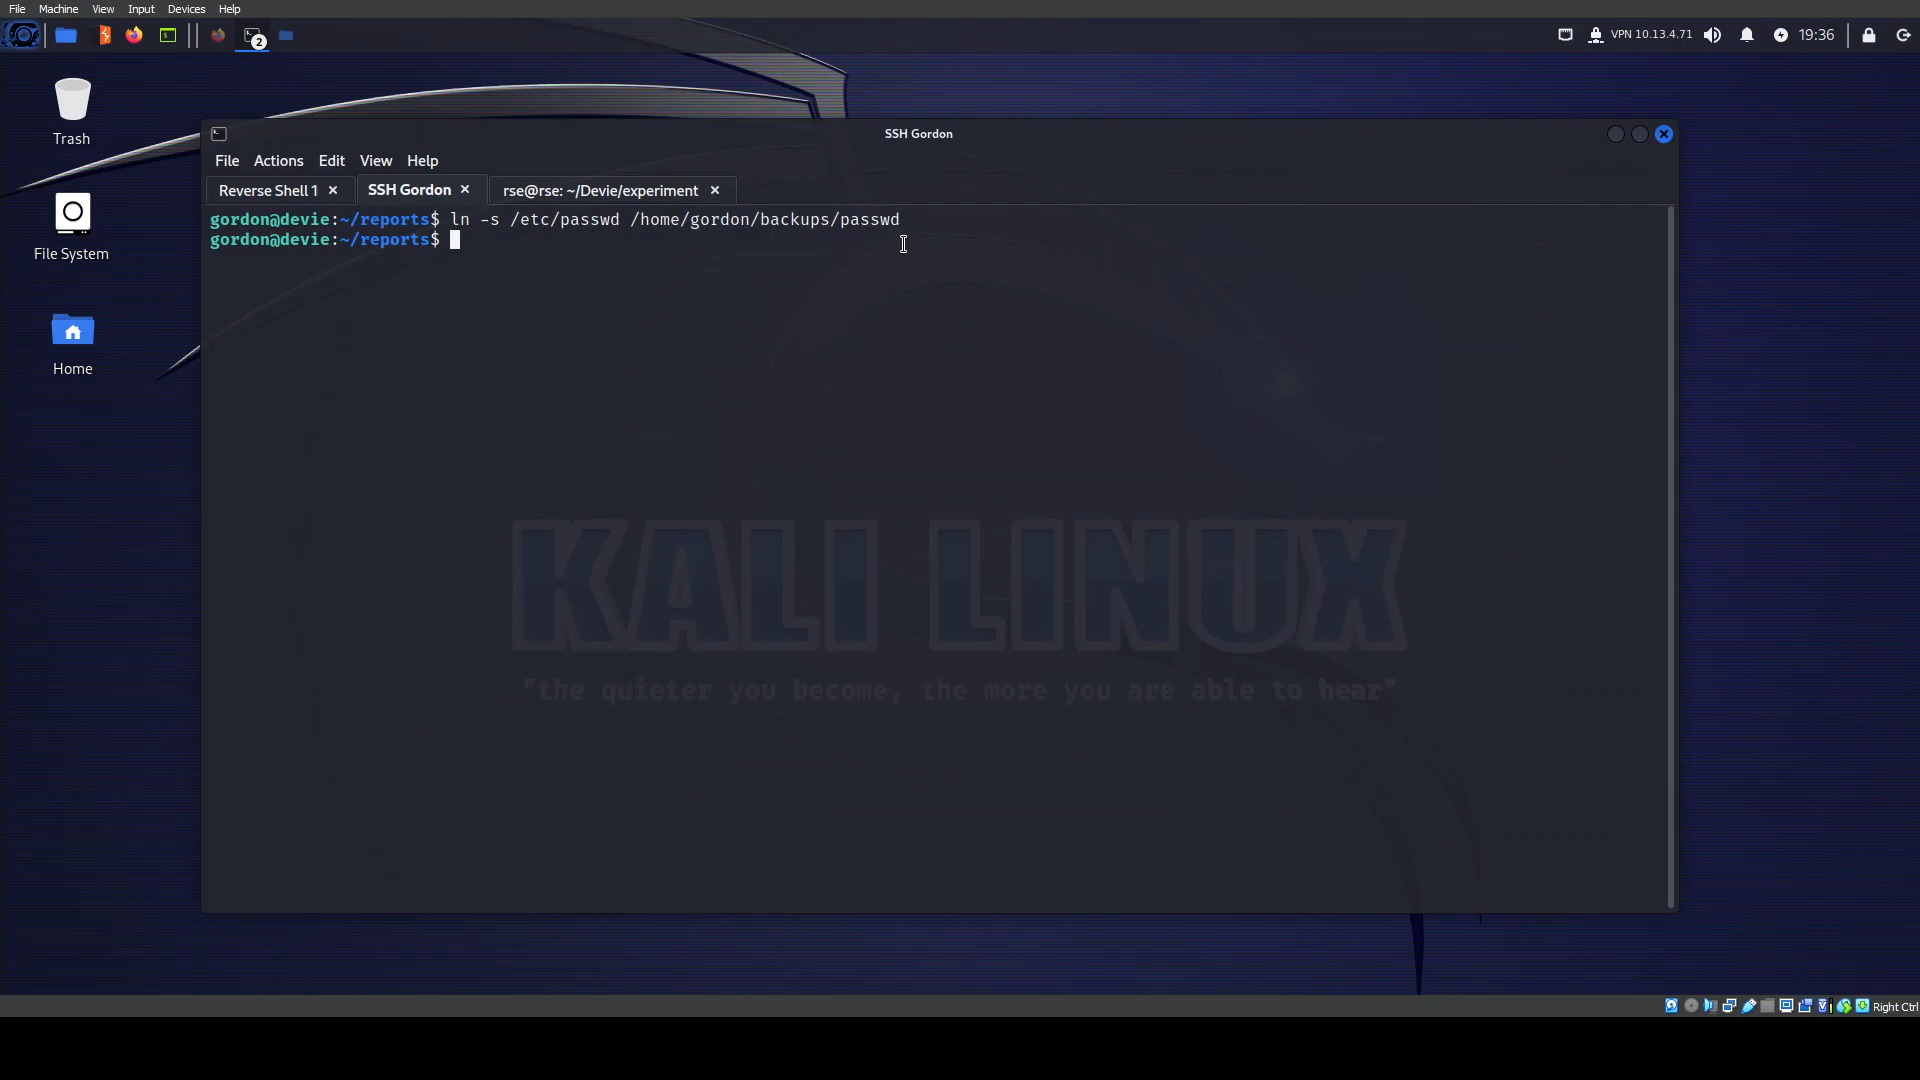 File Machine View Input Devices Help
2
VPN 10.13.4.71
19:36
Trash
File System
Home
SSH Gordon
File Actions Edit View Help
Reverse Shell 1 SSH Gordon rse@rse: ~/Devie/experiment
gordon@devie:~/reports$ ln -s /etc/passwd /home/gordon/backups/passwd
gordon@devie:~/reports$
KALI LINUX
"the quieter you become, the more you are able to hear"
Right Ctrl